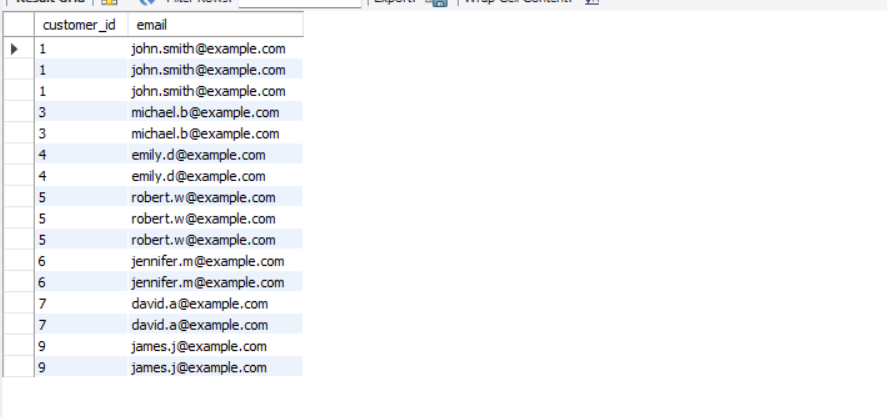 Result Grid Filter Rows: Export: Wrap Cell Content:
customer_id email
1 john.smith@example.com
1 john.smith@example.com
1 john.smith@example.com
3 michael.b@example.com
3 michael.b@example.com
4 emily.d@example.com
4 emily.d@example.com
5 robert.w@example.com
5 robert.w@example.com
5 robert.w@example.com
6 jennifer.m@example.com
6 jennifer.m@example.com
7 david.a@example.com
7 david.a@example.com
9 james.j@example.com
9 james.j@example.com